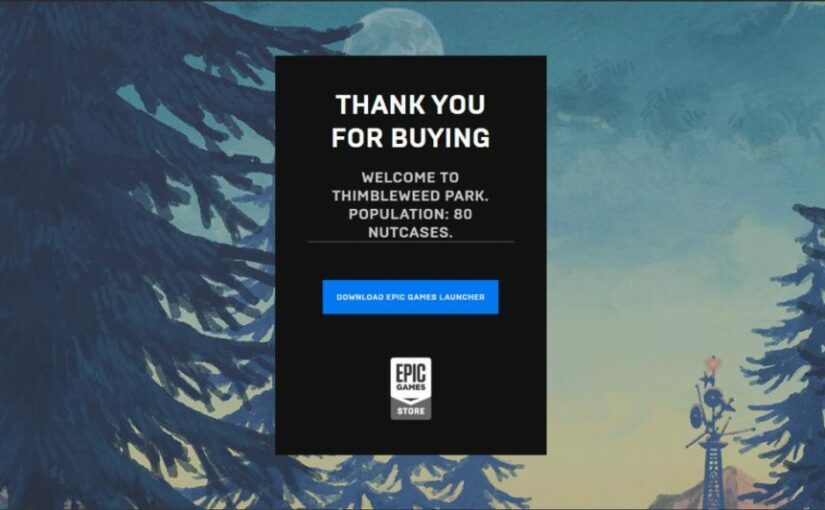 THANK YOU
FOR BUYING
WELCOME TO
THIMBLEWEED PARK.
POPULATION: 80
NUTCASES.
DOWNLOAD EPIC GAMES LAUNCHER
EPIC
GAMES
STORE